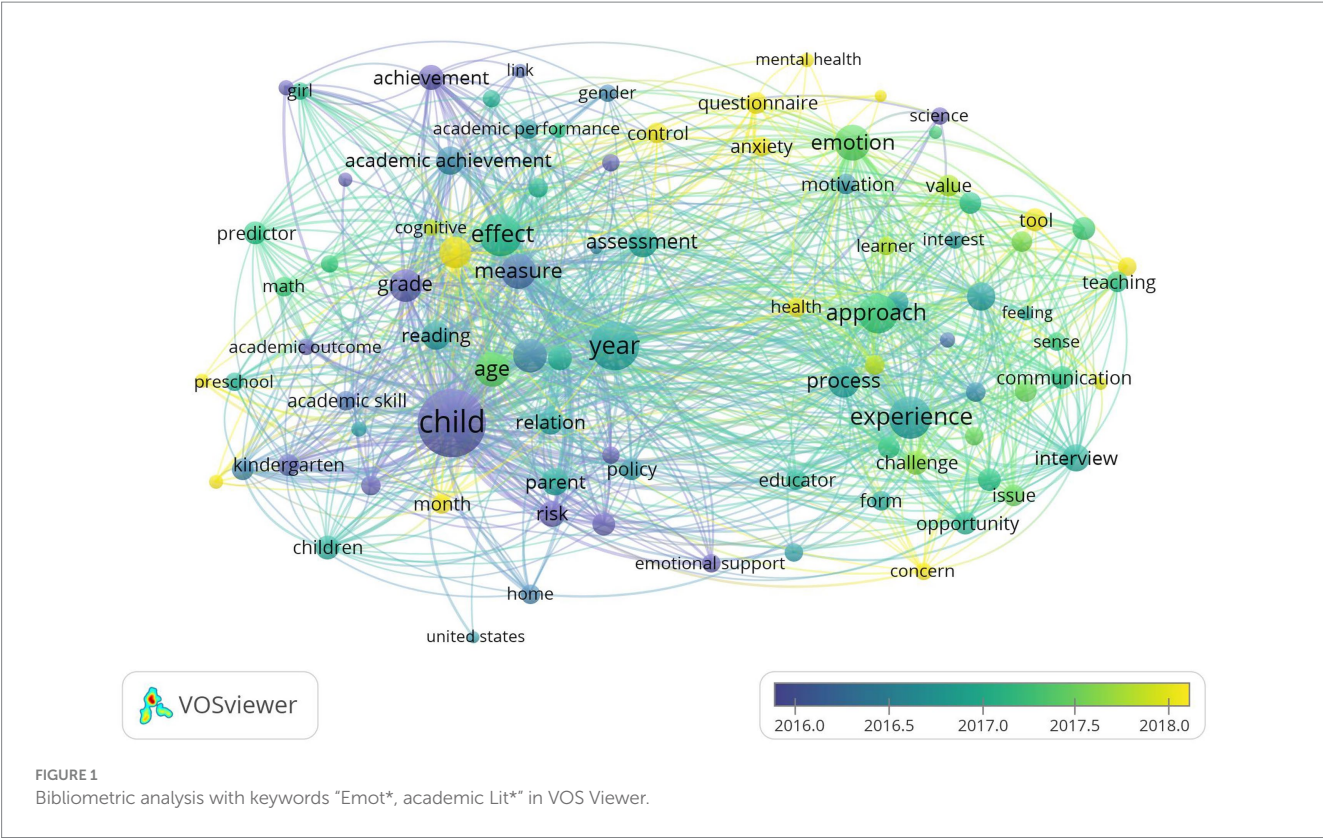 mental health
achievement
link
girl
gender
questionnaire
science
academic performance
control
anxiety
emotion
academic achievement
motivation
value
tool
predictor
cognitive
effect
assessment
learner
interest
measure
math
grade
teaching
health
approach
feeling
reading
year
sense
academic outcome
age
preschool
process
communication
academic skill
child
relation
experience
kindergarten
policy
challenge
interview
parent
educator
month
risk
form
issue
opportunity
children
emotional support
concern
home
united states
VOSviewer
2016.0
2016.5
2017.0
2017.5
2018.0
FIGURE 1
Bibliometric analysis with keywords “Emot*, academic Lit*” in VOS Viewer.